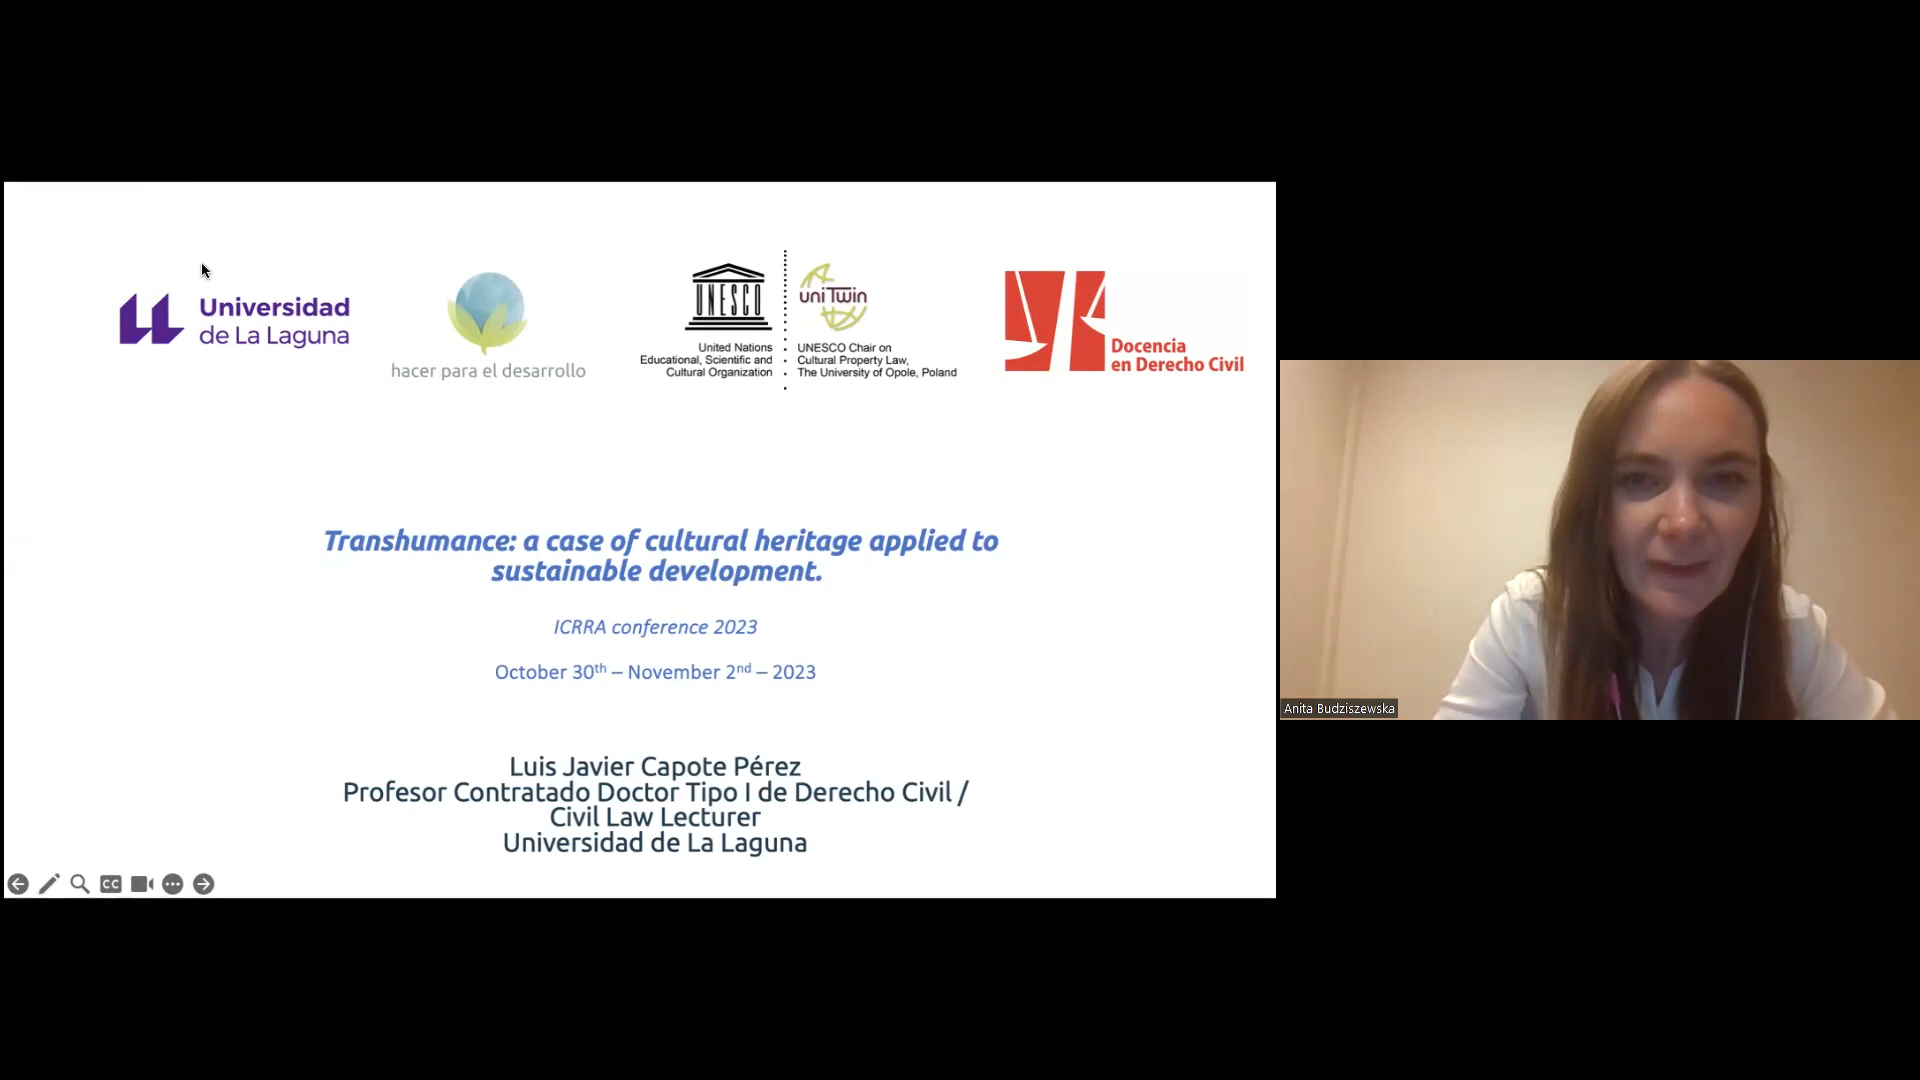 Universidad
de La Laguna
hacer para el desarrollo
UNESCO
United Nations
Educational, Scientific and
Cultural Organization
uniTwin
UNESCO Chair on
Cultural Property Law,
The University of Opole, Poland
Docencia
en Derecho Civil
Transhumance: a case of cultural heritage applied to
sustainable development.
ICRRA conference 2023
October 30th – November 2nd – 2023
Luis Javier Capote Pérez
Profesor Contratado Doctor Tipo I de Derecho Civil /
Civil Law Lecturer
Universidad de La Laguna
CC
Anita Budziszewska